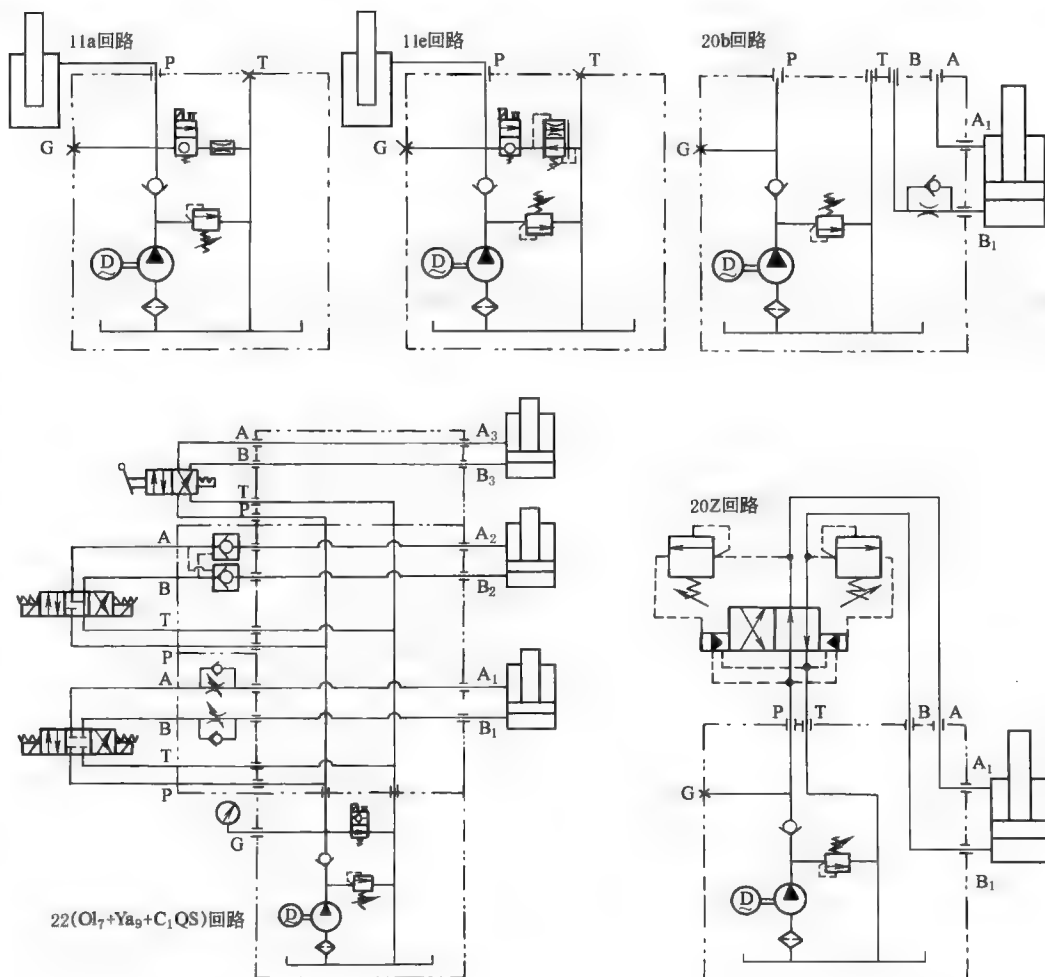 11a回路
P
T
G
D
11e回路
P
T
G
D
20b回路
P
T
B
A
A₁
G
B₁
D
A
A₃
B
B₃
T
P
A
A₂
B
B₂
T
P
A
A₁
B
B₁
T
P
G
D
22(Ol₇+Ya₉+C₁QS)回路
20Z回路
P
T
B
A
A₁
G
B₁
D